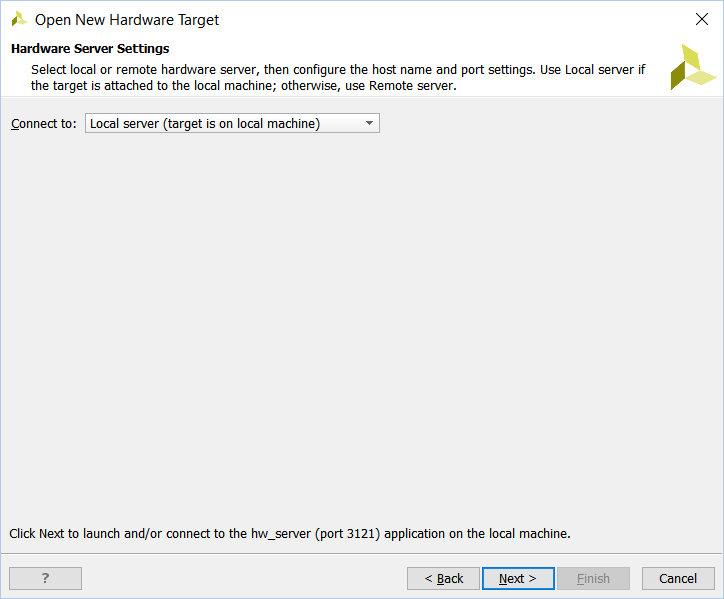 Open New Hardware Target
Hardware Server Settings
Select local or remote hardware server, then configure the host name and port settings. Use Local server if
the target is attached to the local machine; otherwise, use Remote server.
Connect to: Local server (target is on local machine)
Click Next to launch and/or connect to the hw_server (port 3121) application on the local machine.
? < Back Next > Finish Cancel